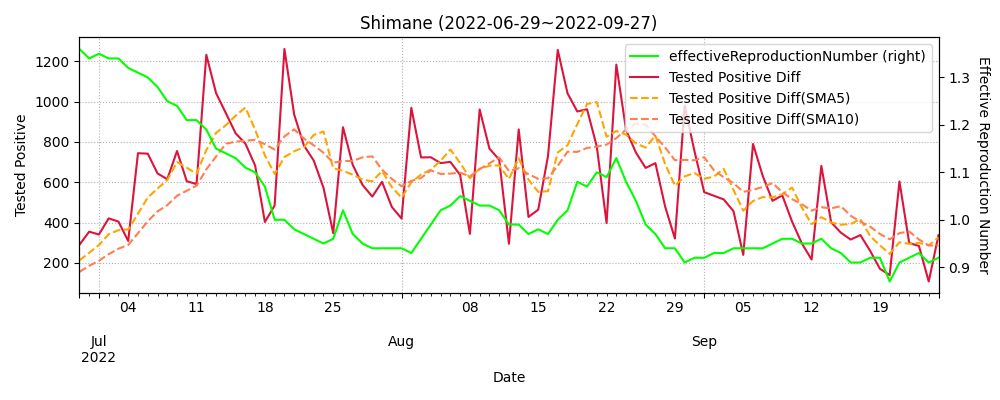 Shimane (2022-06-29~2022-09-27)
effectiveReproductionNumber (right)
Tested Positive Diff
Tested Positive Diff(SMA5)
Tested Positive Diff(SMA10)
Tested Positive
1200
1000
800
600
400
200
Effective Reproduction Number
1.3
1.2
1.1
1.0
0.9
04 11 18 25 08 15 22 29 05 12 19
Jul Aug Sep
2022
Date